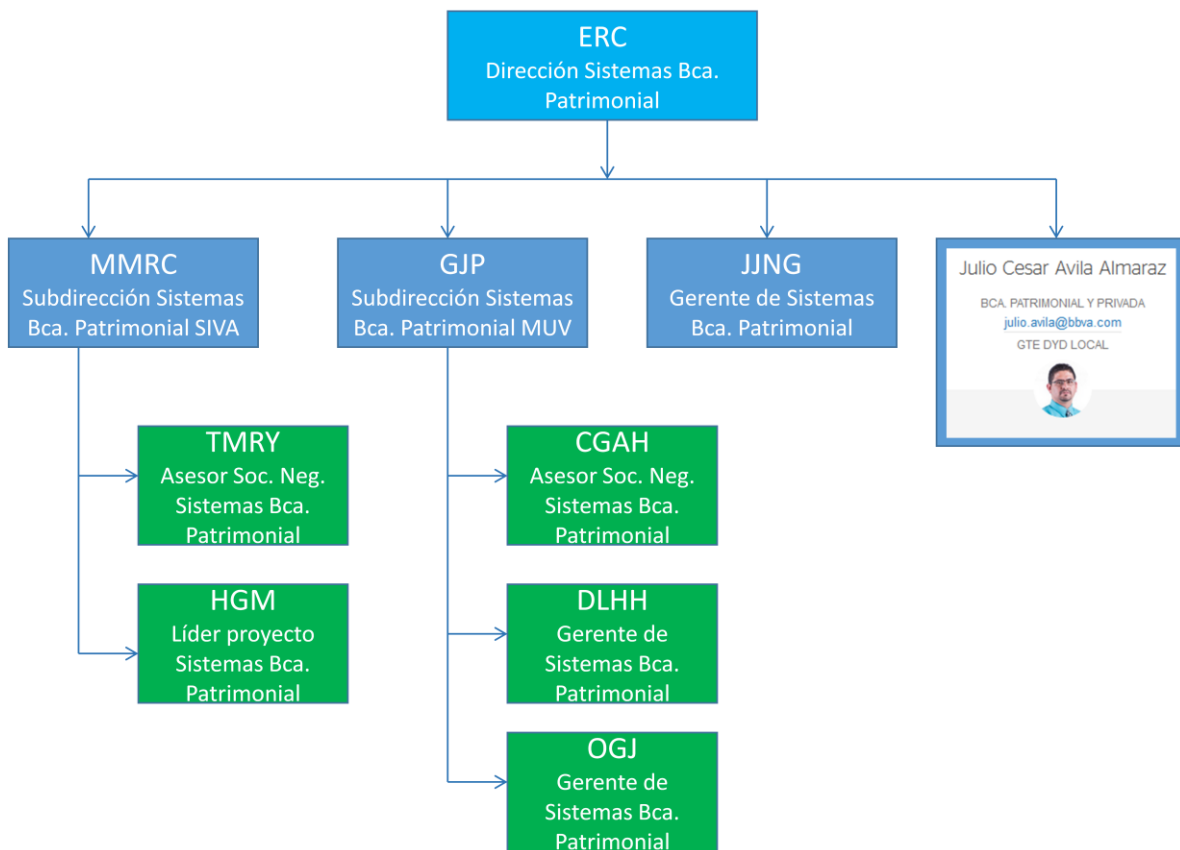 ERC
Dirección Sistemas Bca.
Patrimonial
MMRC
Subdirección Sistemas
Bca. Patrimonial SIVA
GJP
Subdirección Sistemas
Bca. Patrimonial MUV
JJNG
Gerente de Sistemas
Bca. Patrimonial
Julio Cesar Avila Almaraz
BCA. PATRIMONIAL Y PRIVADA
julio.avila@bbva.com
GTE DYD LOCAL
TMRY
Asesor Soc. Neg.
Sistemas Bca.
Patrimonial
HGM
Líder proyecto
Sistemas Bca.
Patrimonial
CGAH
Asesor Soc. Neg.
Sistemas Bca.
Patrimonial
DLHH
Gerente de
Sistemas Bca.
Patrimonial
OGJ
Gerente de
Sistemas Bca.
Patrimonial